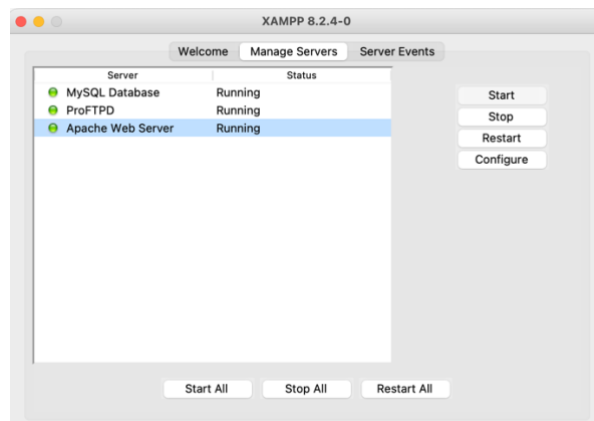 XAMPP 8.2.4-0
Welcome Manage Servers Server Events
Server Status
MySQL Database Running
ProFTPD Running
Apache Web Server Running
Start
Stop
Restart
Configure
Start All Stop All Restart All